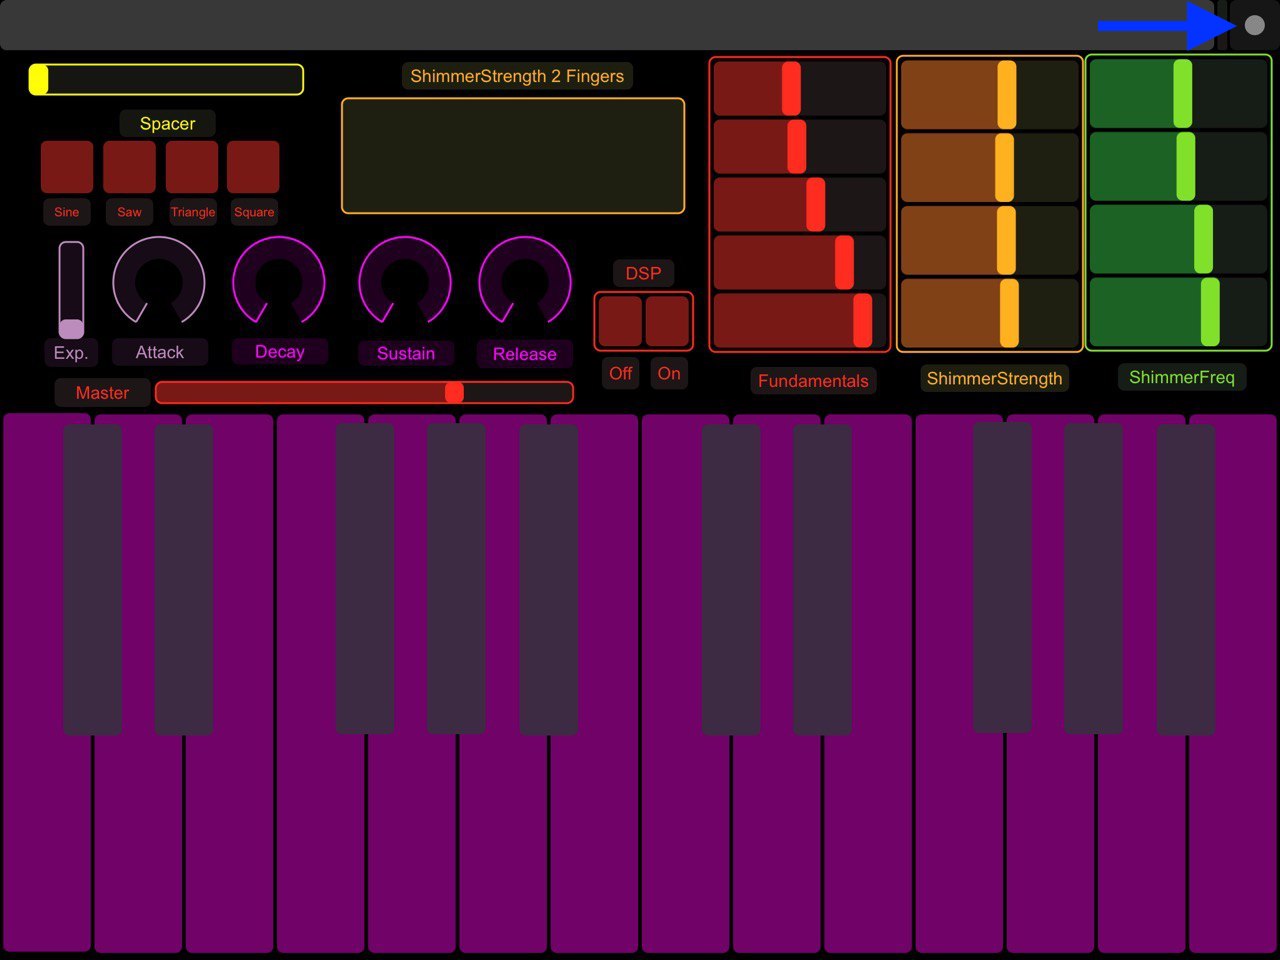 ShimmerStrength 2 Fingers
Spacer
Sine
Saw
Triangle
Square
DSP
Exp.
Attack
Decay
Sustain
Release
Off
On
Master
Fundamentals
ShimmerStrength
ShimmerFreq